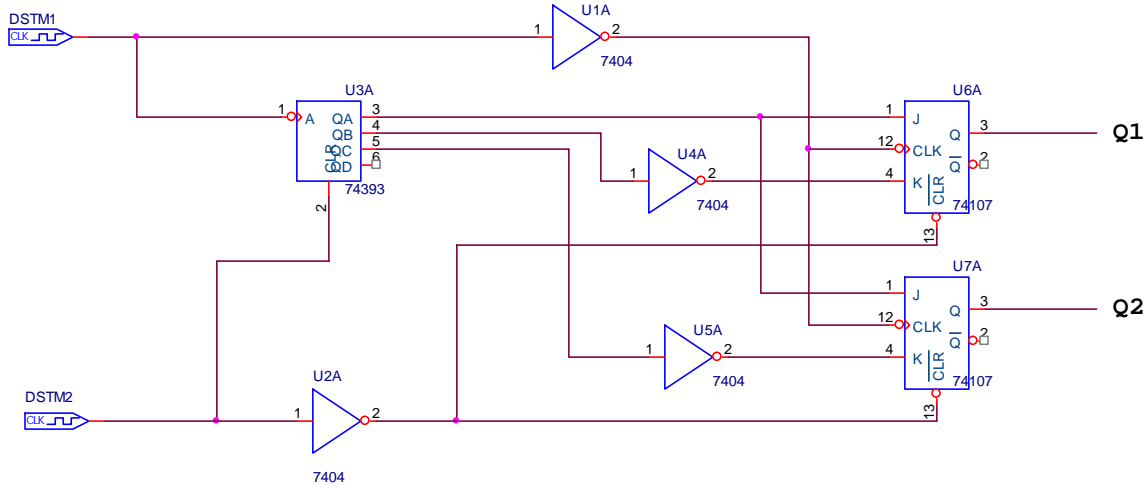 DSTM1
CLK
U1A
1
2
7404
U3A
1
A
QA
QB
QC
QD
CLR
3
4
5
6
2
74393
U4A
1
2
7404
U6A
1
J
12
CLK
4
K
CLR
Q
3
Q
2
13
74107
Q1
U7A
1
J
12
CLK
4
K
CLR
Q
3
Q
2
13
74107
Q2
U5A
1
2
7404
DSTM2
CLK
U2A
1
2
7404